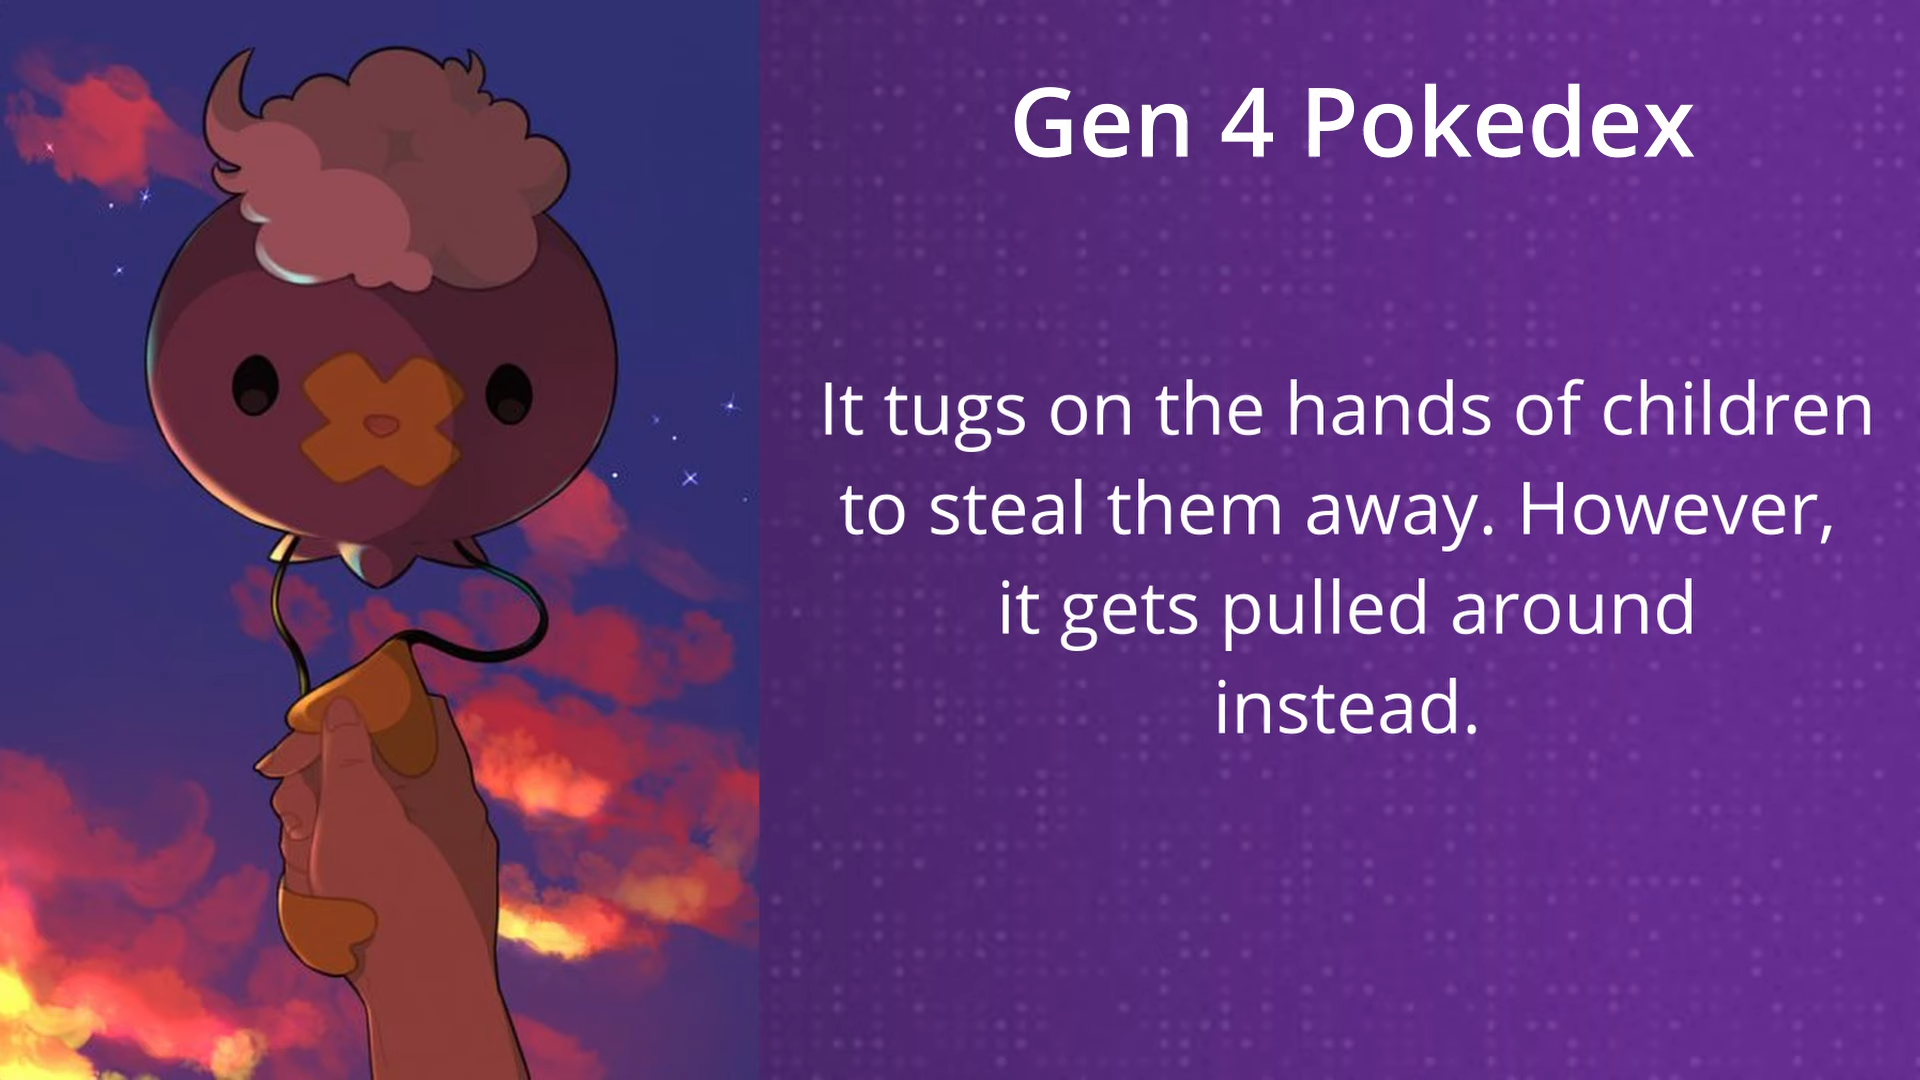 Gen 4 Pokedex
It tugs on the hands of children
to steal them away. However,
it gets pulled around
instead.